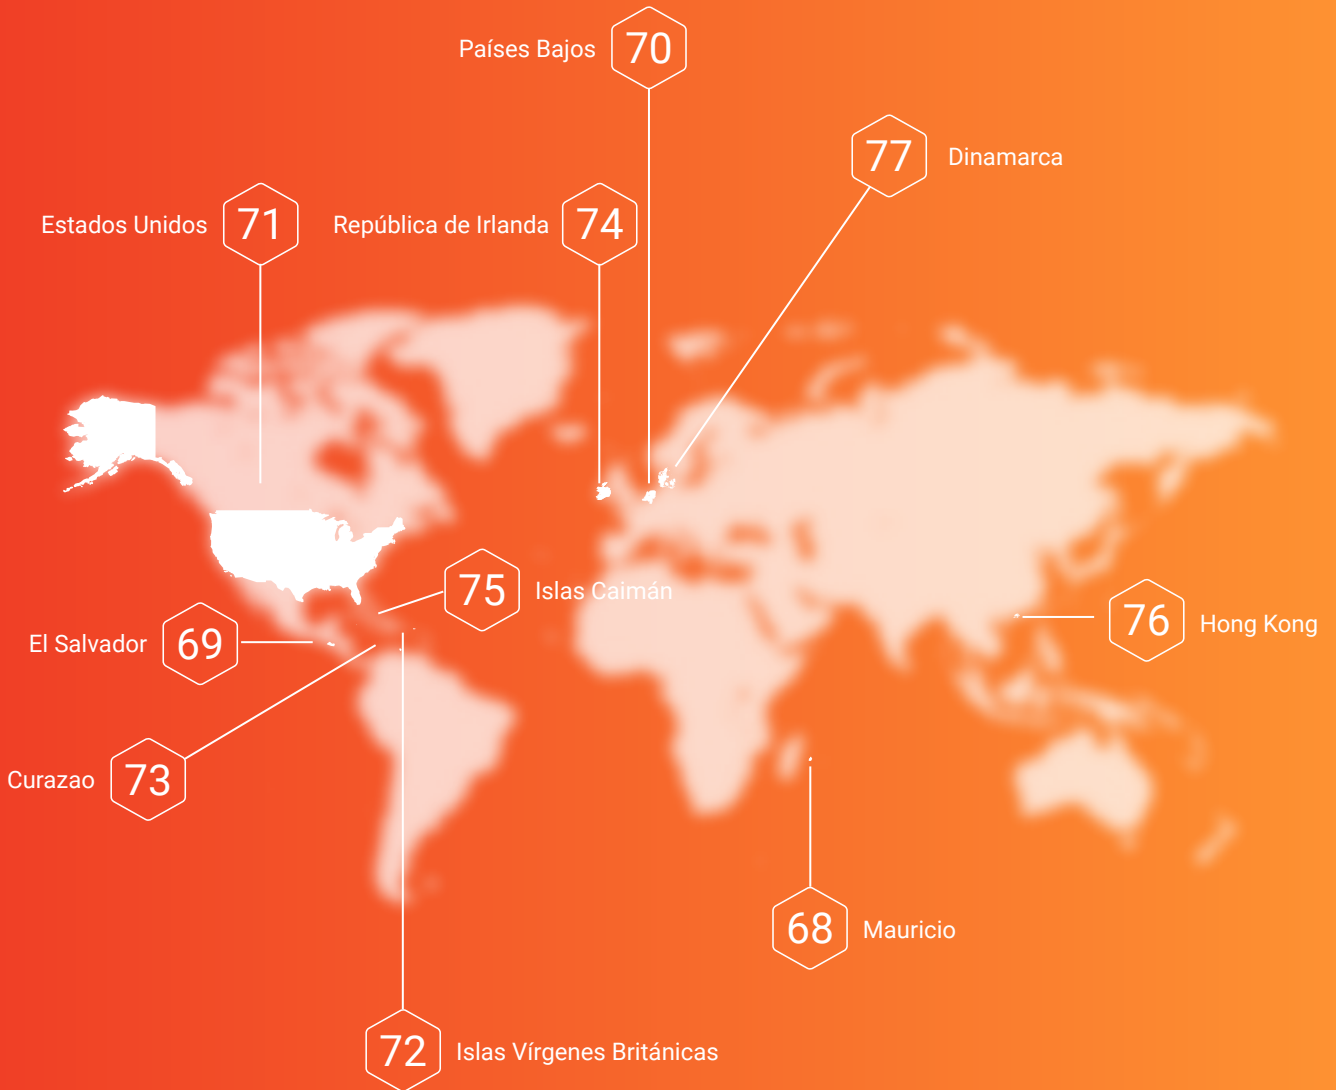 Países Bajos 70
77 Dinamarca
Estados Unidos 71
República de Irlanda 74
75 Islas Caimán
76 Hong Kong
El Salvador 69
Curazao 73
68 Mauricio
72 Islas Vírgenes Británicas